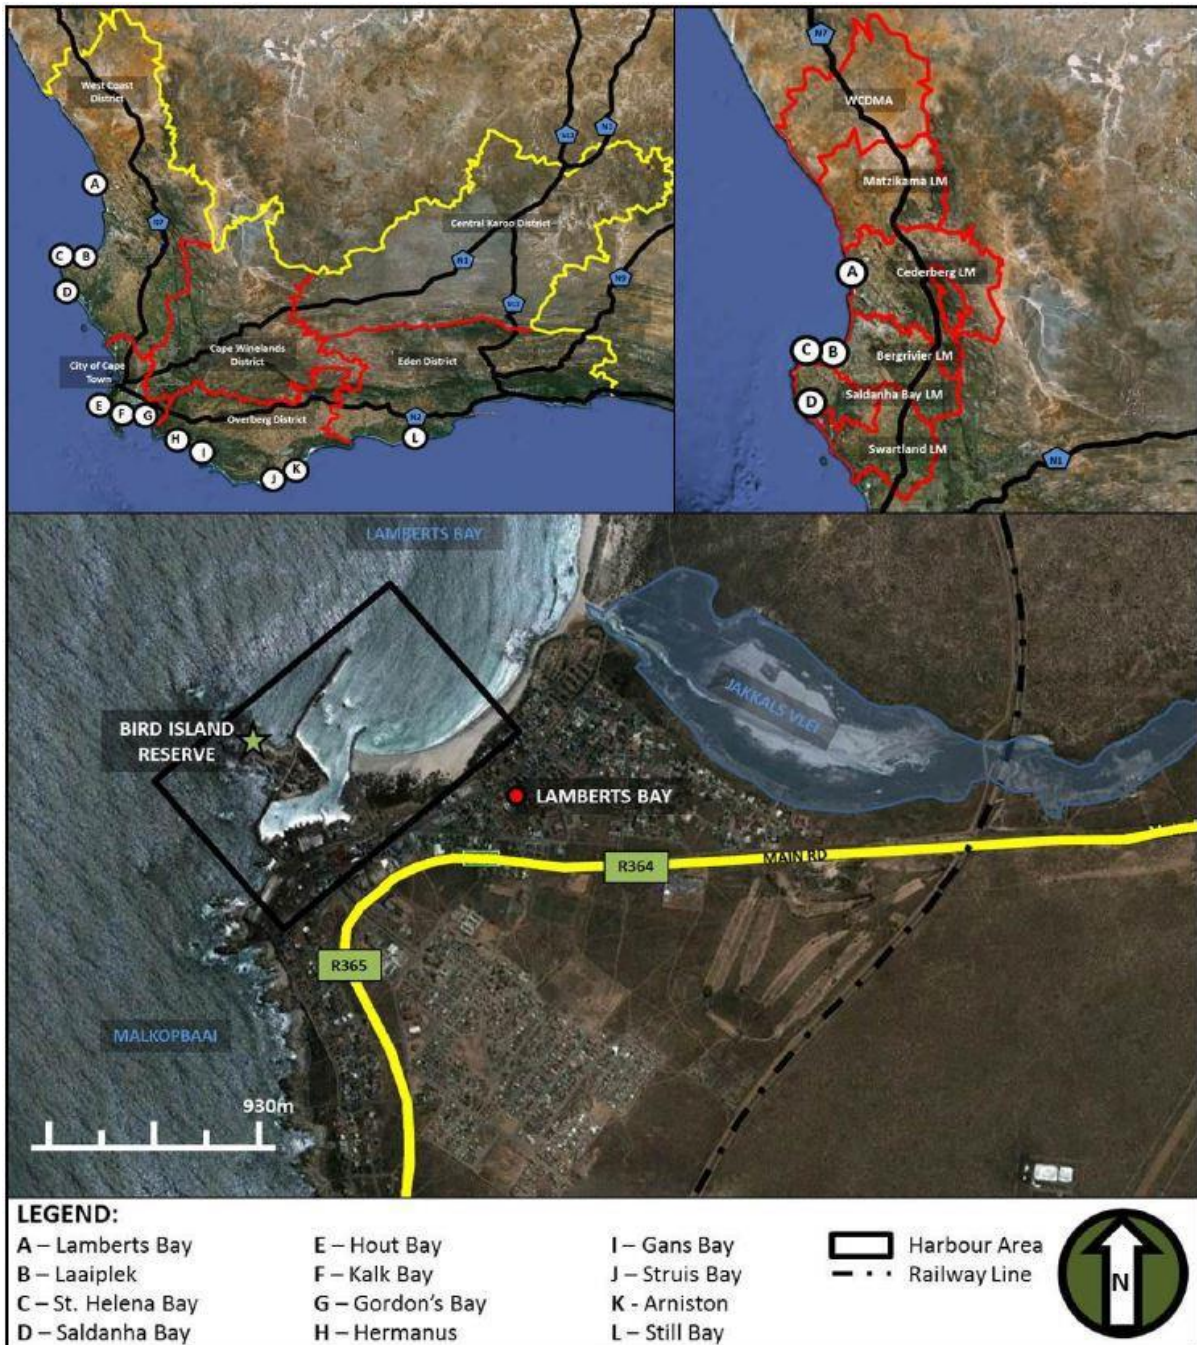 West Coast
District
N12
N1
A
N7
Central Karoo District
C
B
N1
D
N9
N12
Cape Winelands
District
Eden District
City of Cape
Town
E
F
G
Overberg District
N2
H
L
I
K
J
N7
WCDMA
Matzikama LM
A
Cederberg LM
C
B
Bergrivier LM
D
Saldanha Bay LM
Swartland LM
N1
LAMBERTS BAY
JAKKALS VLEI
BIRD ISLAND
RESERVE
LAMBERTS BAY
MAIN RD
R364
R365
MALKOPBAAI
930m
LEGEND:
A – Lamberts Bay
B – Laaiplek
C – St. Helena Bay
D – Saldanha Bay
E – Hout Bay
F – Kalk Bay
G – Gordon's Bay
H – Hermanus
I – Gans Bay
J – Struis Bay
K - Arniston
L – Still Bay
Harbour Area
Railway Line
N